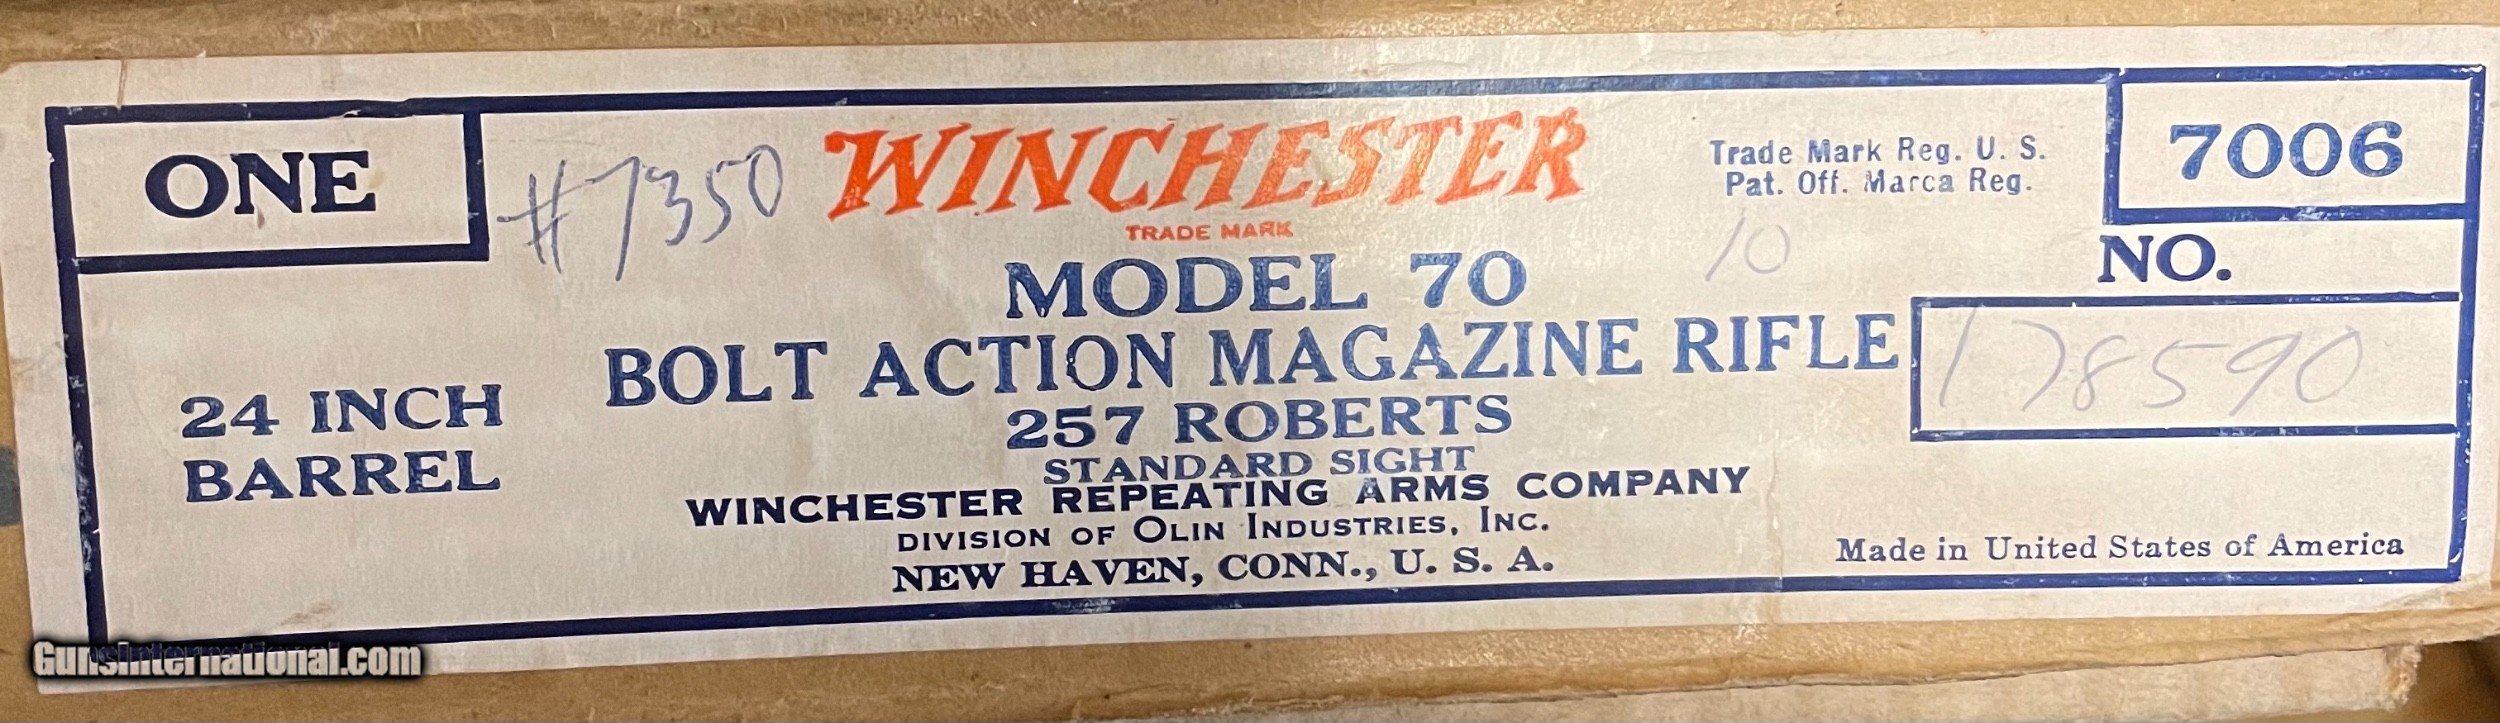 ONE
#7350
WINCHESTER
TRADE MARK
Trade Mark Reg. U. S.
Pat. Off. Marca Reg.
10
7006
NO.
178590
MODEL 70
BOLT ACTION MAGAZINE RIFLE
257 ROBERTS
STANDARD SIGHT
24 INCH
BARREL
WINCHESTER REPEATING ARMS COMPANY
DIVISION OF OLIN INDUSTRIES, INC.
NEW HAVEN, CONN., U. S. A.
Made in United States of America
GunsInternational.com